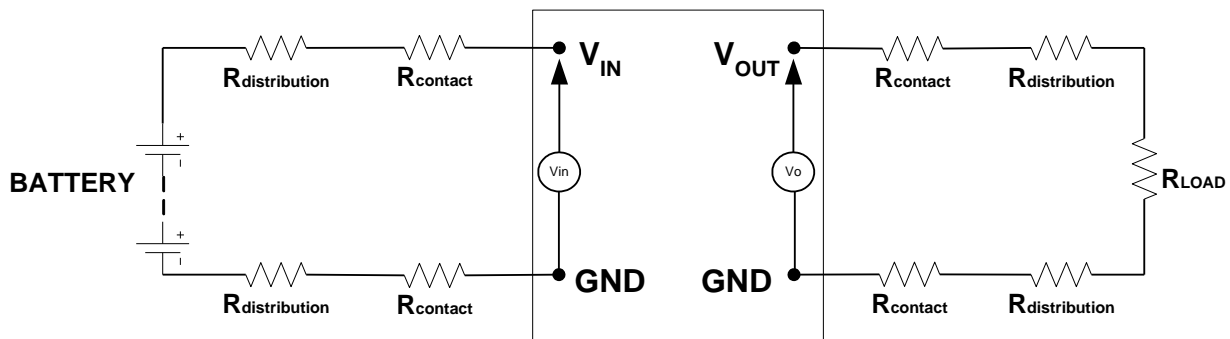 Rdistribution
Rcontact
VIN
VOUT
Rcontact
Rdistribution
+
BATTERY
Vin
Vo
RLOAD
+
GND
GND
Rdistribution
Rcontact
Rcontact
Rdistribution